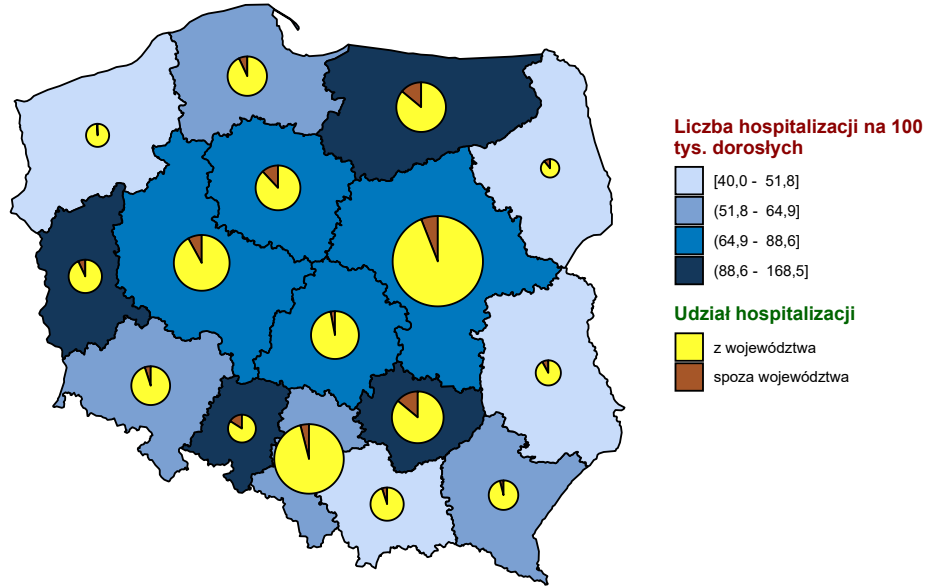 Liczba hospitalizacji na 100
tys. dorosłych
[40,0 - 51,8]
(51,8 - 64,9]
(64,9 - 88,6]
(88,6 - 168,5]
Udział hospitalizacji
z województwa
spoza województwa